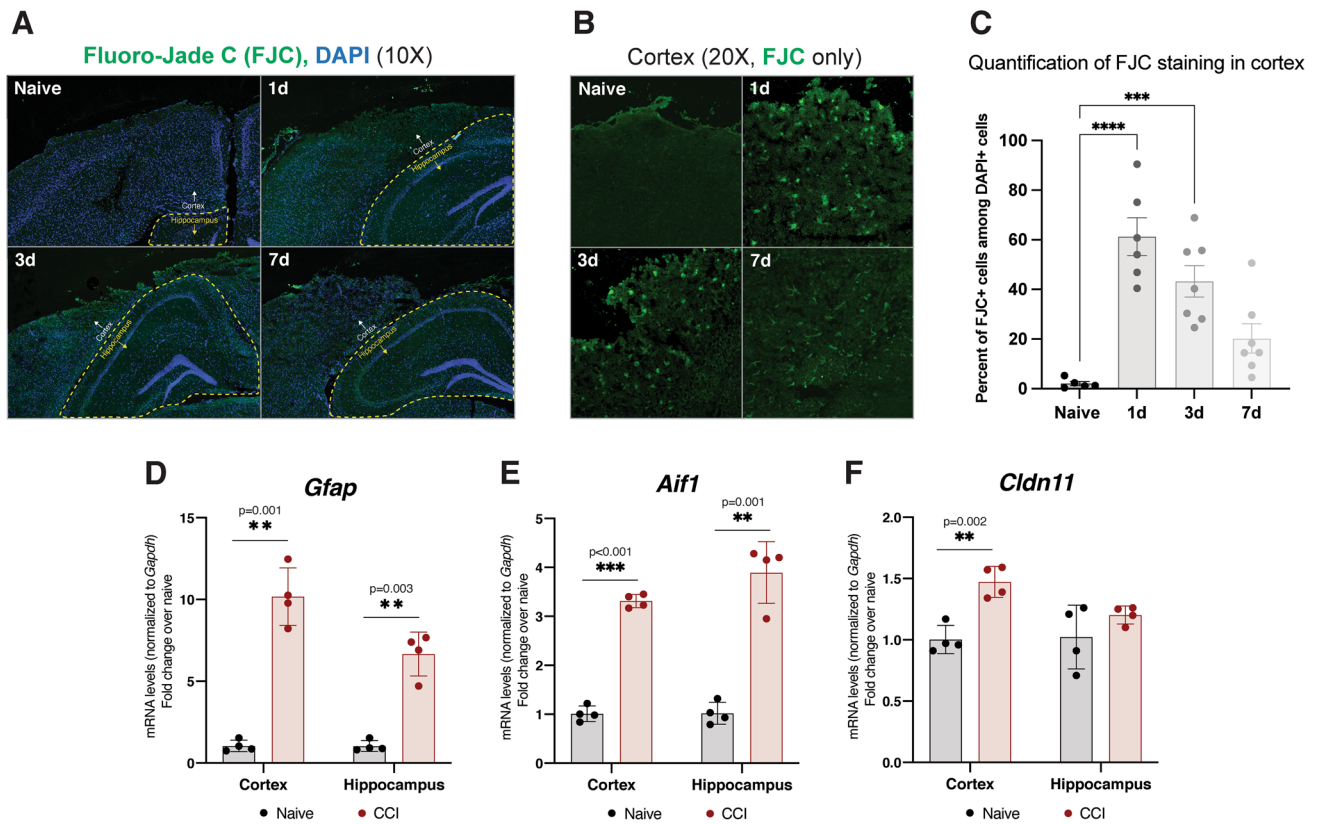 A
Fluoro-Jade C (FJC), DAPI (10X)
Naive
1d
Cortex
Hippocampus
Cortex
Hippocampus
3d
7d
Cortex
Hippocampus
Cortex
Hippocampus
B
Cortex (20X, FJC only)
Naive
1d
3d
7d
C
Quantification of FJC staining in cortex
***
****
Percent of FJC+ cells among DAPI+ cells
100
80
60
40
20
0
Naive 1d 3d 7d
D
Gfap
mRNA levels (normalized to Gapdh)
Fold change over naive
15
10
5
0
p=0.001
**
p=0.003
**
Cortex Hippocampus
Naive CCI
E
Aif1
mRNA levels (normalized to Gapdh)
Fold change over naive
5
4
3
2
1
0
p<0.001
***
p=0.001
**
Cortex Hippocampus
Naive CCI
F
Cldn11
mRNA levels (normalized to Gapdh)
Fold change over naive
2.0
1.5
1.0
0.5
0.0
p=0.002
**
Cortex Hippocampus
Naive CCI